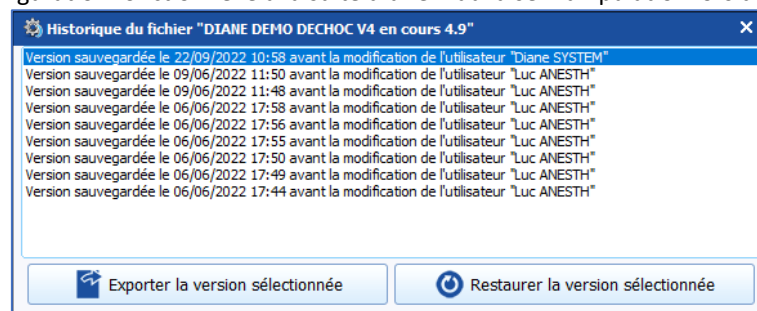 Historique du fichier "DIANE DEMO DECHOC V4 en cours 4.9"
Version sauvegardée le 22/09/2022 10:58 avant la modification de l'utilisateur "Diane SYSTEM"
Version sauvegardée le 09/06/2022 11:50 avant la modification de l'utilisateur "Luc ANESTH"
Version sauvegardée le 09/06/2022 11:48 avant la modification de l'utilisateur "Luc ANESTH"
Version sauvegardée le 06/06/2022 17:58 avant la modification de l'utilisateur "Luc ANESTH"
Version sauvegardée le 06/06/2022 17:56 avant la modification de l'utilisateur "Luc ANESTH"
Version sauvegardée le 06/06/2022 17:55 avant la modification de l'utilisateur "Luc ANESTH"
Version sauvegardée le 06/06/2022 17:50 avant la modification de l'utilisateur "Luc ANESTH"
Version sauvegardée le 06/06/2022 17:49 avant la modification de l'utilisateur "Luc ANESTH"
Version sauvegardée le 06/06/2022 17:44 avant la modification de l'utilisateur "Luc ANESTH"
Exporter la version sélectionnée
Restaurer la version sélectionnée